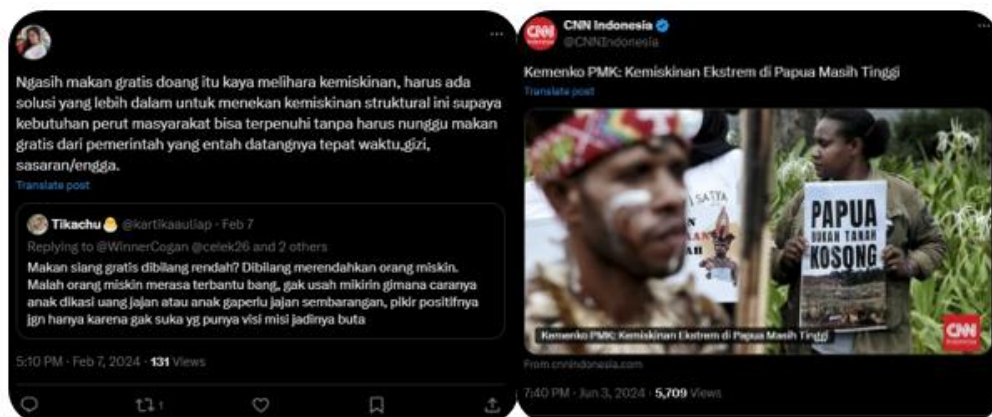 Ngasih makan gratis doang itu kaya melihara kemiskinan, harus ada
solusi yang lebih dalam untuk menekan kemiskinan struktural ini supaya
kebutuhan perut masyarakat bisa terpenuhi tanpa harus nunggu makan
gratis dari pemerintah yang entah datangnya tepat waktu,gizi,
sasaran/engga.
Translate post
Tikachu @kartikaauliap · Feb 7
Replying to @WinnerCogan @celek26 and 2 others
Makan siang gratis dibilang rendah? Dibilang merendahkan orang miskin.
Malah orang miskin merasa terbantu bang, gak usah mikirin gimana caranya
anak dikasi uang jajan atau anak gaperlu jajan sembarangan, pikir positifnya
jgn hanya karena gak suka yg punya visi misi jadinya buta
5:10 PM · Feb 7, 2024 · 131 Views
1
CNN Indonesia
@CNNIndonesia
Kemenko PMK: Kemiskinan Ekstrem di Papua Masih Tinggi
Translate post
SATYA
PAPUA
BUKAN TANAH
KOSONG
Kemenko PMK: Kemiskinan Ekstrem di Papua Masih Tinggi
CNN
From cnnindonesia.com
7:40 PM · Jun 3, 2024 · 5,709 Views